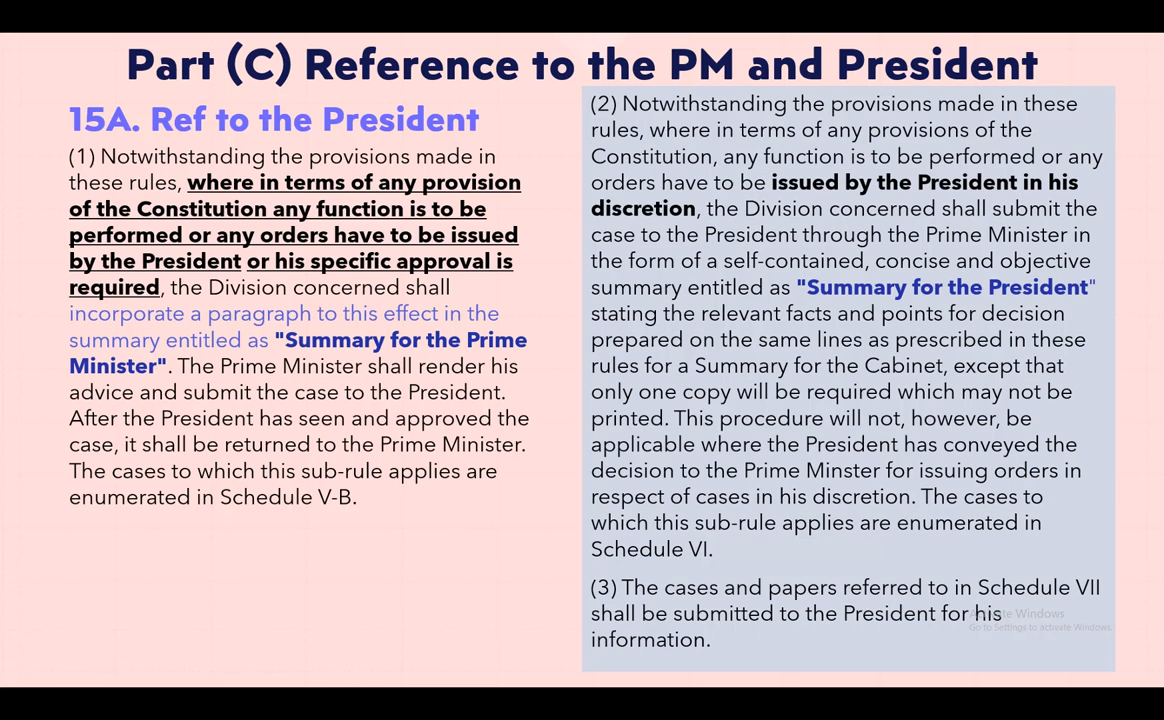 Part (C) Reference to the PM and President
15A. Ref to the President
(1) Notwithstanding the provisions made in
these rules, where in terms of any provision
of the Constitution any function is to be
performed or any orders have to be issued
by the President or his specific approval is
required, the Division concerned shall
incorporate a paragraph to this effect in the
summary entitled as "Summary for the Prime
Minister". The Prime Minister shall render his
advice and submit the case to the President.
After the President has seen and approved the
case, it shall be returned to the Prime Minister.
The cases to which this sub-rule applies are
enumerated in Schedule V-B.
(2) Notwithstanding the provisions made in these
rules, where in terms of any provisions of the
Constitution, any function is to be performed or any
orders have to be issued by the President in his
discretion, the Division concerned shall submit the
case to the President through the Prime Minister in
the form of a self-contained, concise and objective
summary entitled as "Summary for the President"
stating the relevant facts and points for decision
prepared on the same lines as prescribed in these
rules for a Summary for the Cabinet, except that
only one copy will be required which may not be
printed. This procedure will not, however, be
applicable where the President has conveyed the
decision to the Prime Minster for issuing orders in
respect of cases in his discretion. The cases to
which this sub-rule applies are enumerated in
Schedule VI.
(3) The cases and papers referred to in Schedule VII
shall be submitted to the President for his
information.
Activate Windows
Go to Settings to activate Windows.